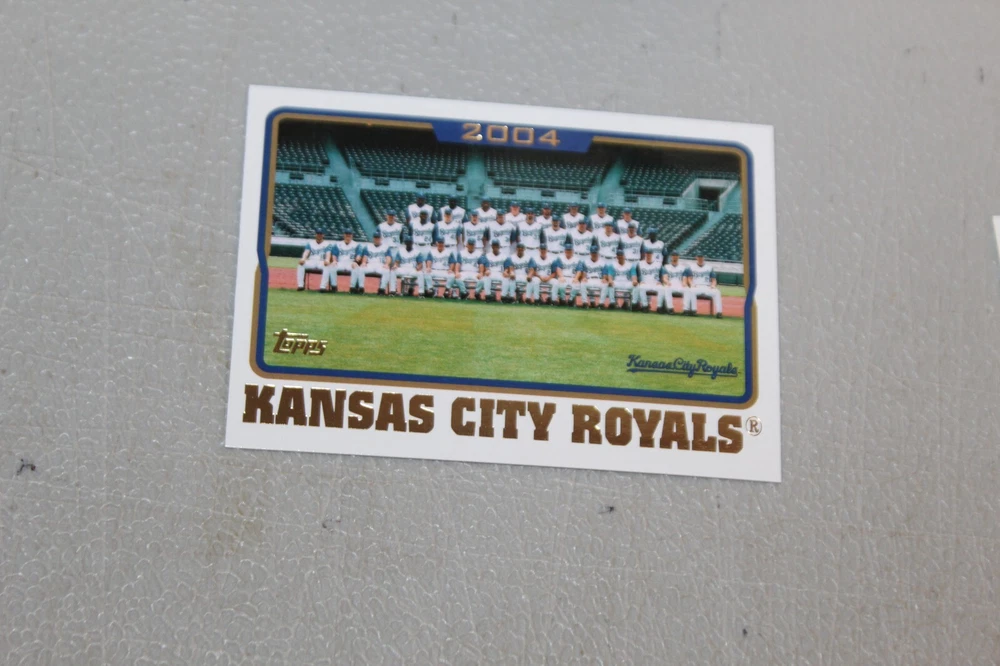 2004
Topps
Kansas City Royals
KANSAS CITY ROYALS®